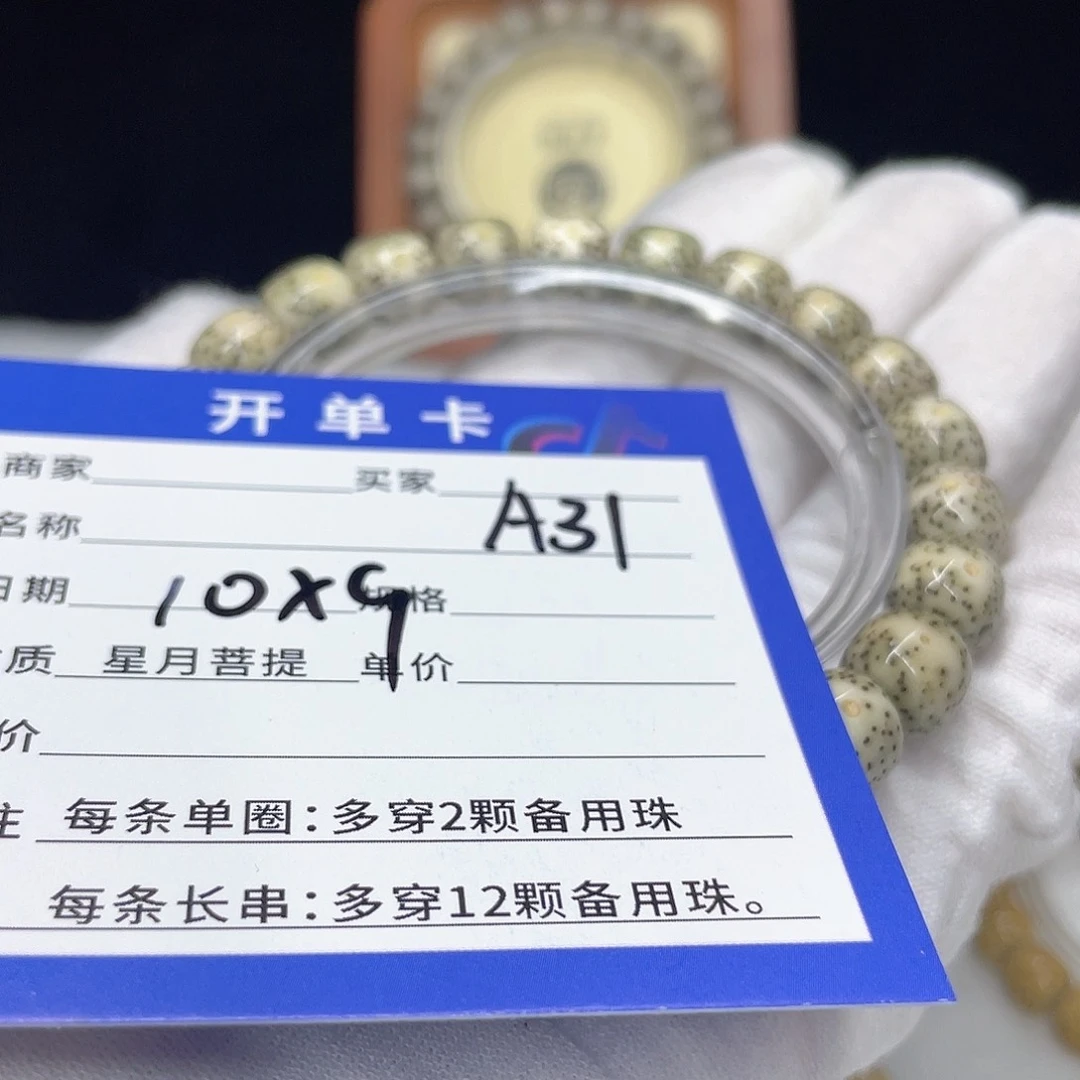 开单卡
商家 买家
名称 A31
日期 10X9 规格
质 星月菩提 单价
价
注 每条单圈：多穿2颗备用珠
每条长串：多穿12颗备用珠。